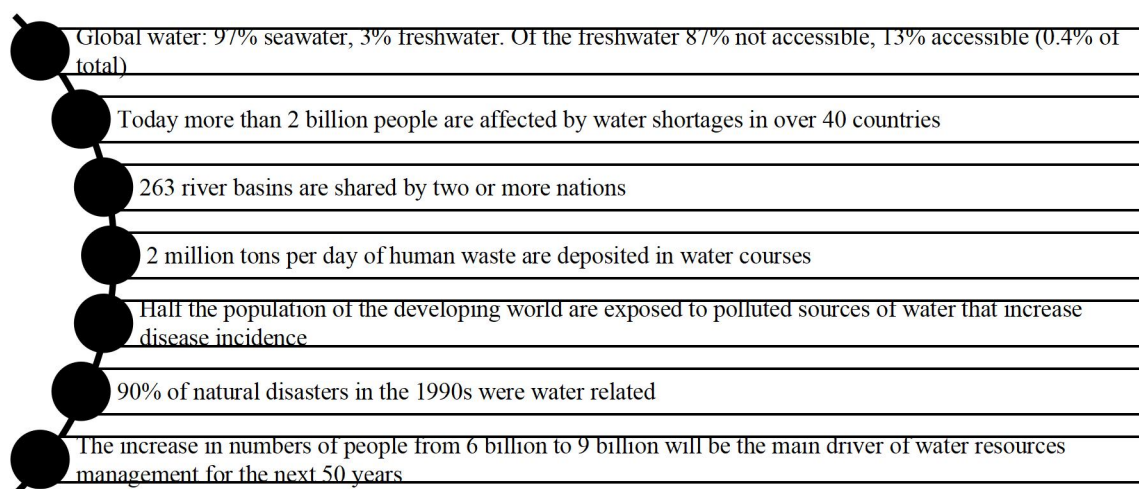 Global water: 97% seawater, 3% freshwater. Of the freshwater 87% not accessible, 13% accessible (0.4% of
total)
Today more than 2 billion people are affected by water shortages in over 40 countries
263 river basins are shared by two or more nations
2 million tons per day of human waste are deposited in water courses
Half the population of the developing world are exposed to polluted sources of water that increase
disease incidence
90% of natural disasters in the 1990s were water related
The increase in numbers of people from 6 billion to 9 billion will be the main driver of water resources
management for the next 50 years